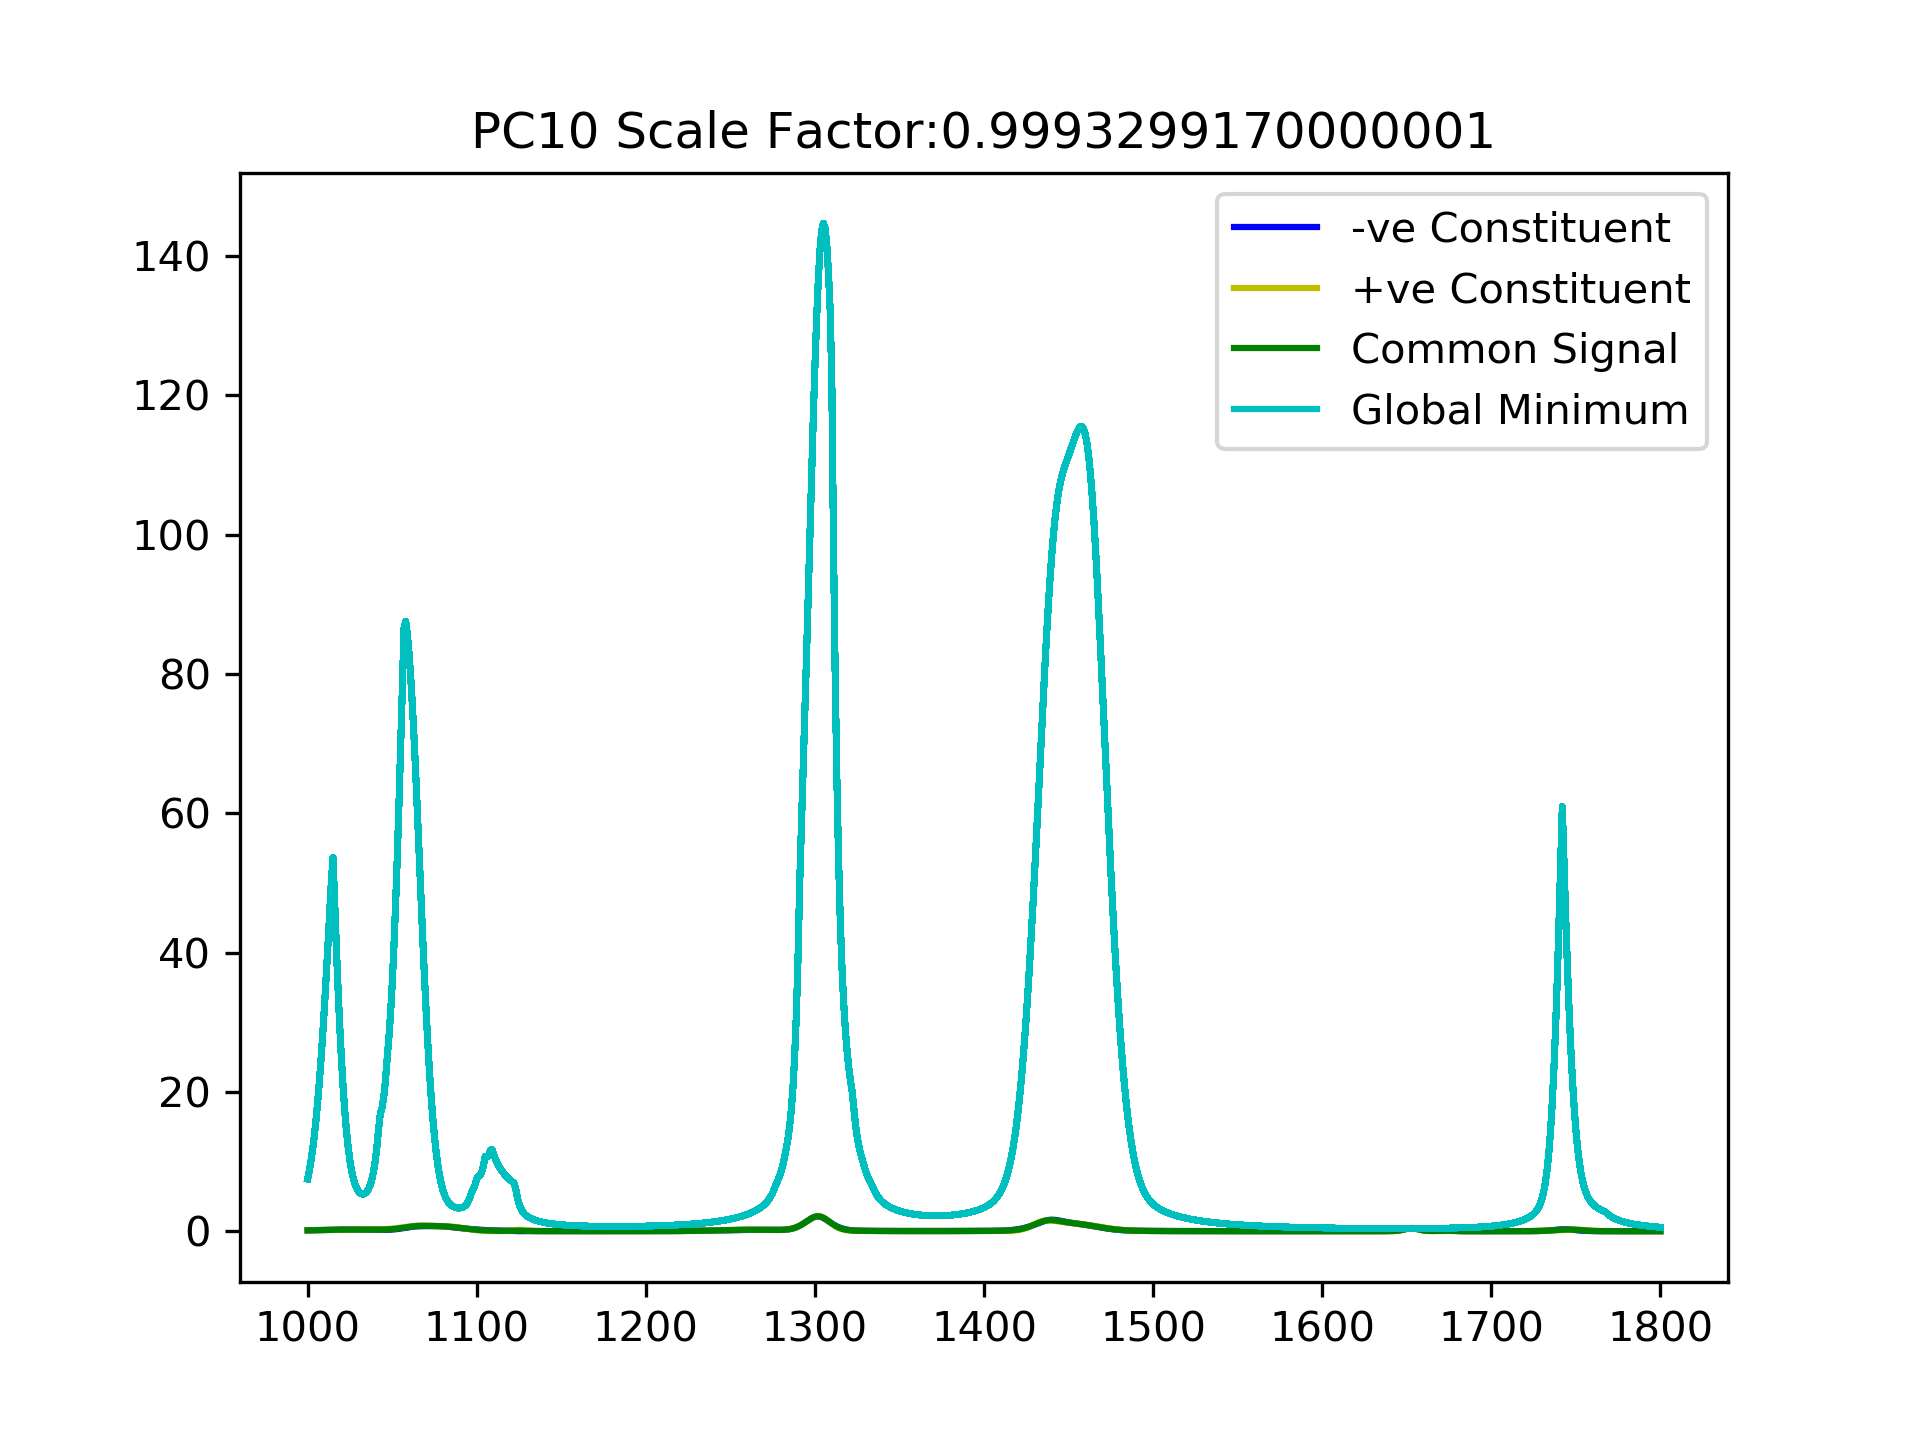 PC10 Scale Factor:0.9993299170000001
-ve Constituent
+ve Constituent
Common Signal
Global Minimum
140
120
100
80
60
40
20
0
1000 1100 1200 1300 1400 1500 1600 1700 1800